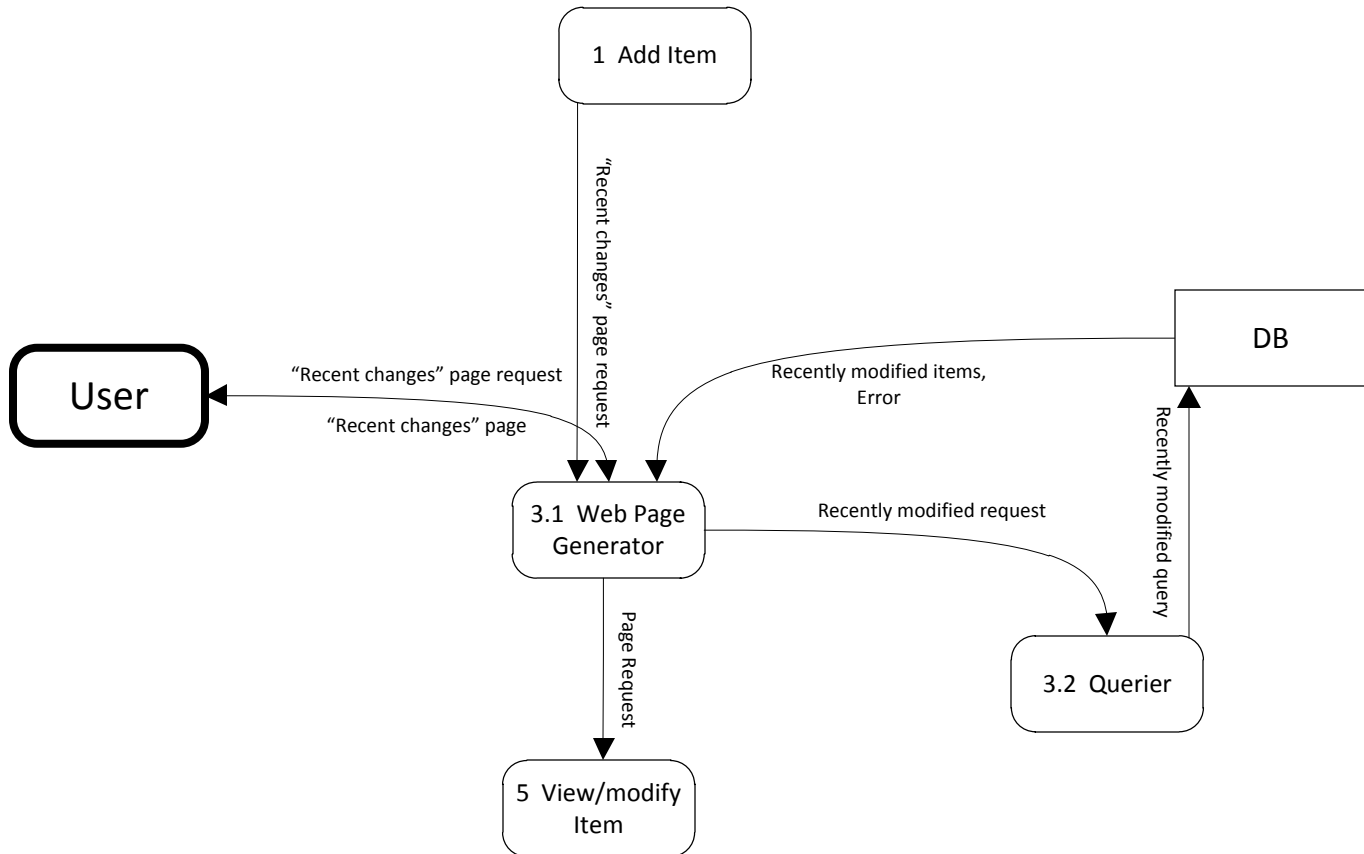 1  Add Item
“Recent changes” page request
User
“Recent changes” page request
“Recent changes” page
Recently modified items,
Error
DB
Recently modified query
3.1  Web Page
Generator
Recently modified request
Page Request
3.2  Querier
5  View/modify
Item